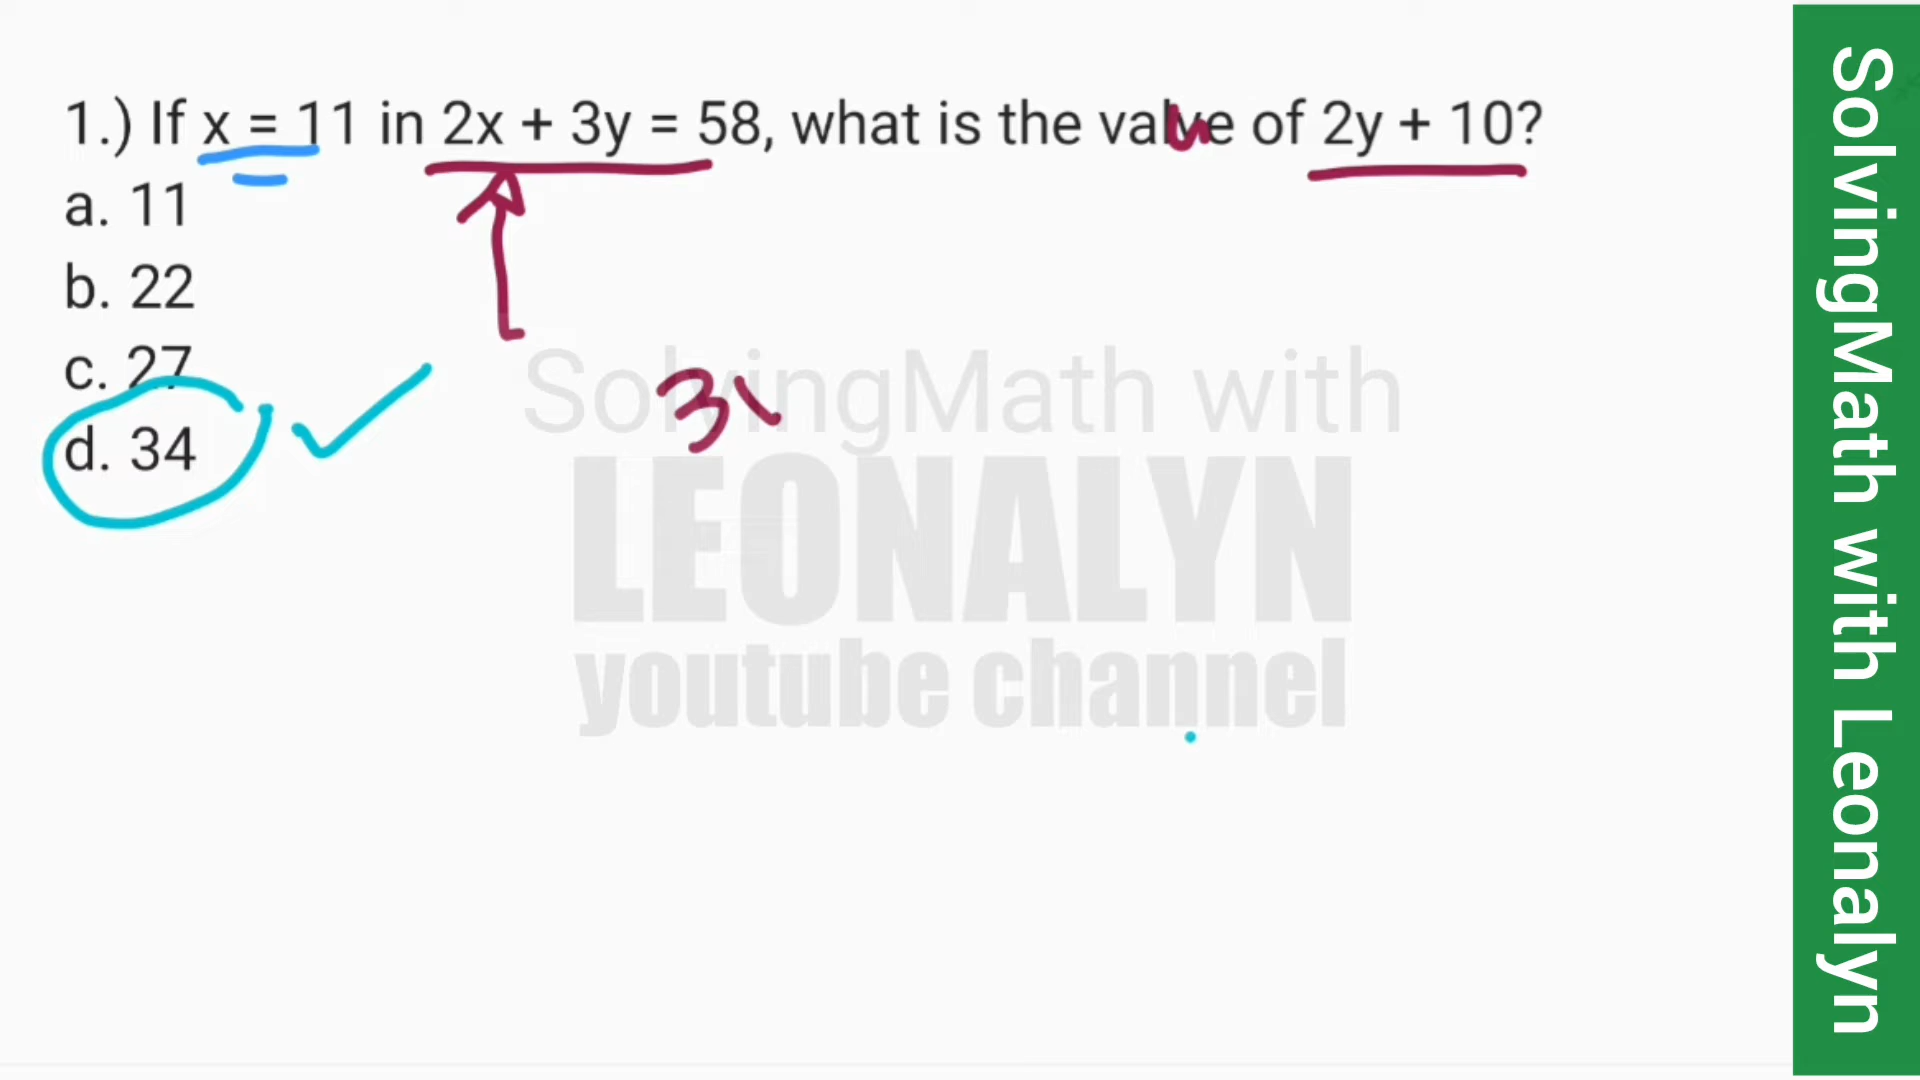 1.) If x = 11 in 2x + 3y = 58, what is the value of 2y + 10?
a. 11
b. 22
c. 27
d. 34
3
SolvingMath with
LEONALYN
youtube channel
SolvingMath with Leonalyn